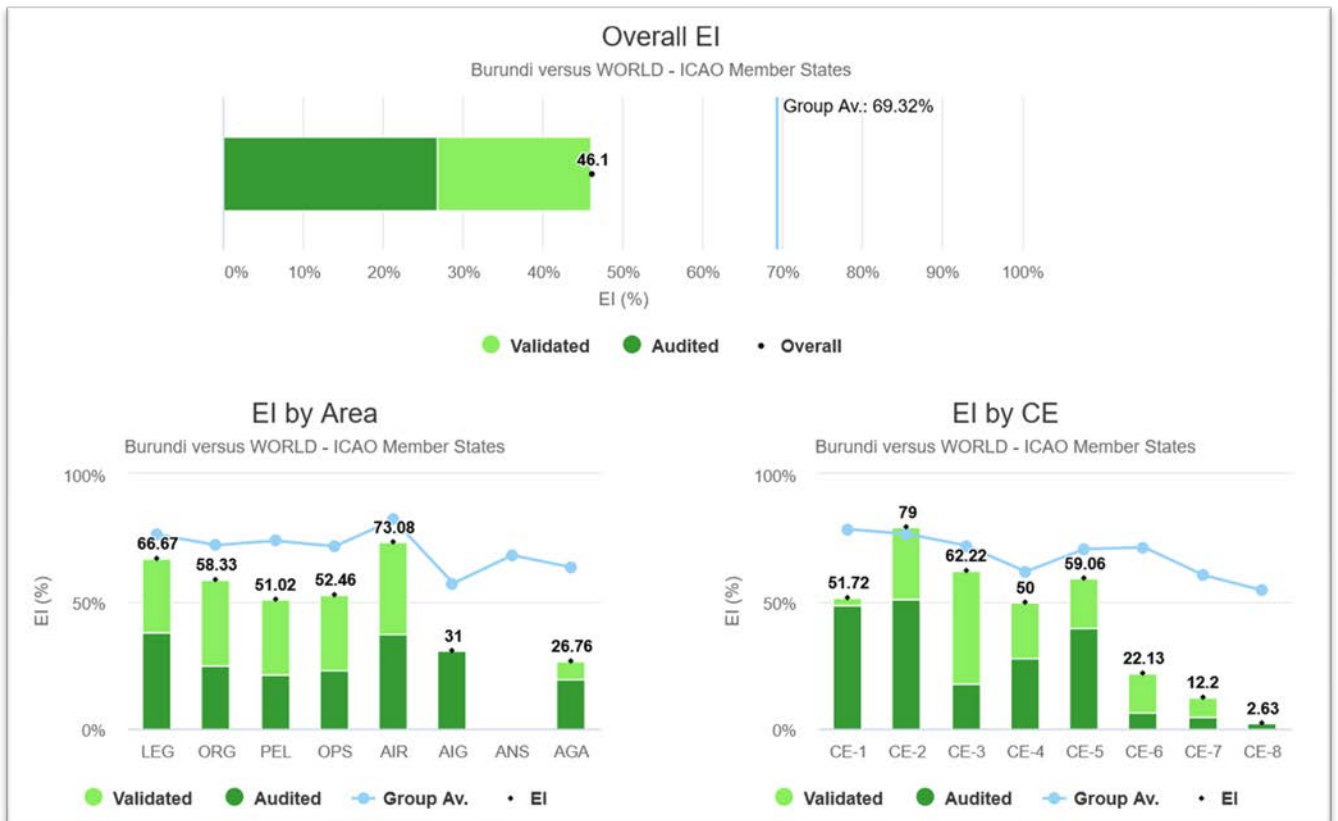 Overall EI
Burundi versus WORLD - ICAO Member States
Group Av.: 69.32%
46.1
0% 10% 20% 30% 40% 50% 60% 70% 80% 90% 100%
EI (%)
Validated Audited Overall
EI by Area
Burundi versus WORLD - ICAO Member States
100%
50%
0%
EI (%)
66.67
58.33
51.02
52.46
73.08
31
26.76
LEG ORG PEL OPS AIR AIG ANS AGA
Validated Audited Group Av. EI
EI by CE
Burundi versus WORLD - ICAO Member States
100%
50%
0%
EI (%)
51.72
79
62.22
50
59.06
22.13
12.2
2.63
CE-1 CE-2 CE-3 CE-4 CE-5 CE-6 CE-7 CE-8
Validated Audited Group Av. EI